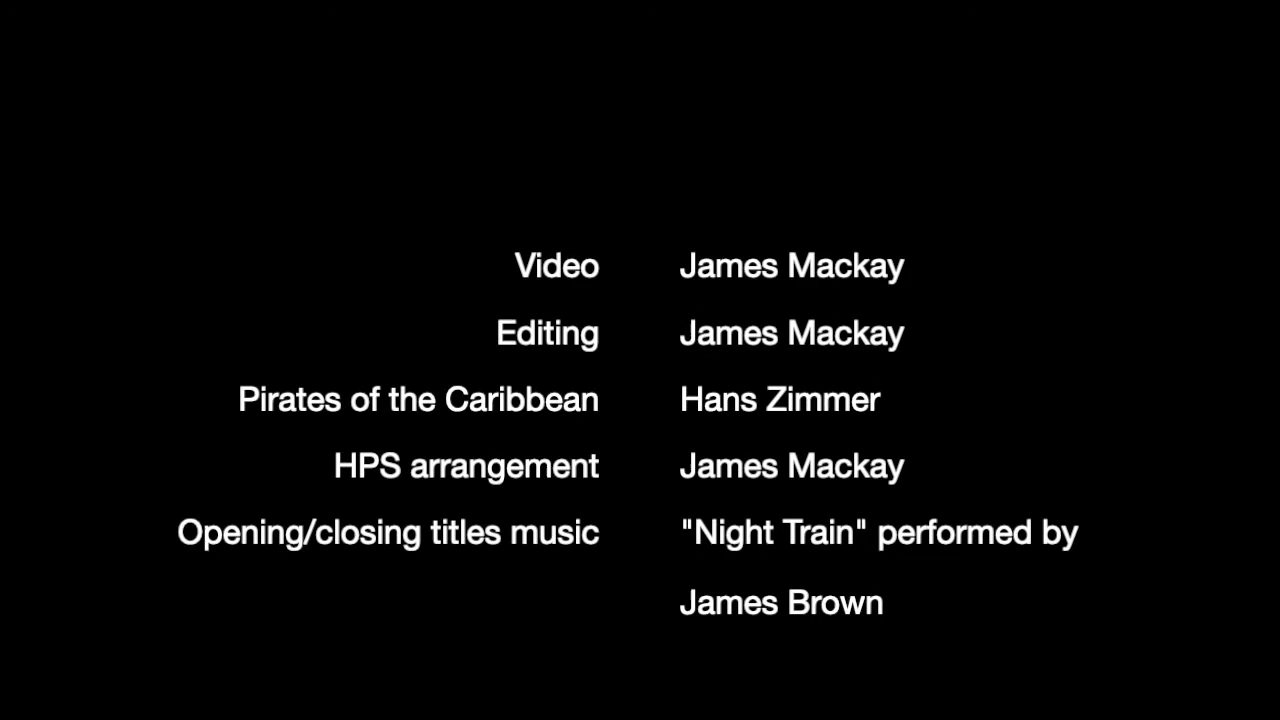 Video James Mackay
Editing James Mackay
Pirates of the Caribbean Hans Zimmer
HPS arrangement James Mackay
Opening/closing titles music "Night Train" performed by
James Brown